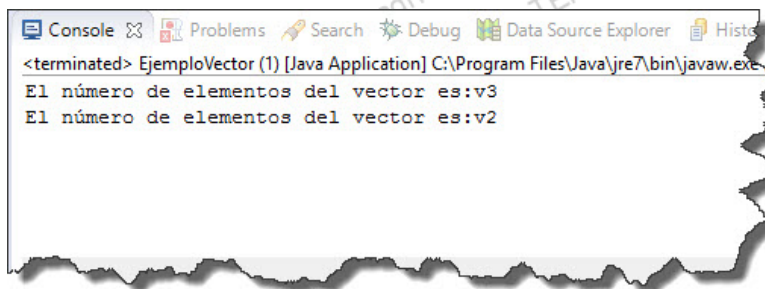 Console Problems Search Debug Data Source Explorer
<terminated> EjemploVector (1) [Java Application] C:\Program Files\Java\jre7\bin\javaw.exe
El número de elementos del vector es:v3
El número de elementos del vector es:v2